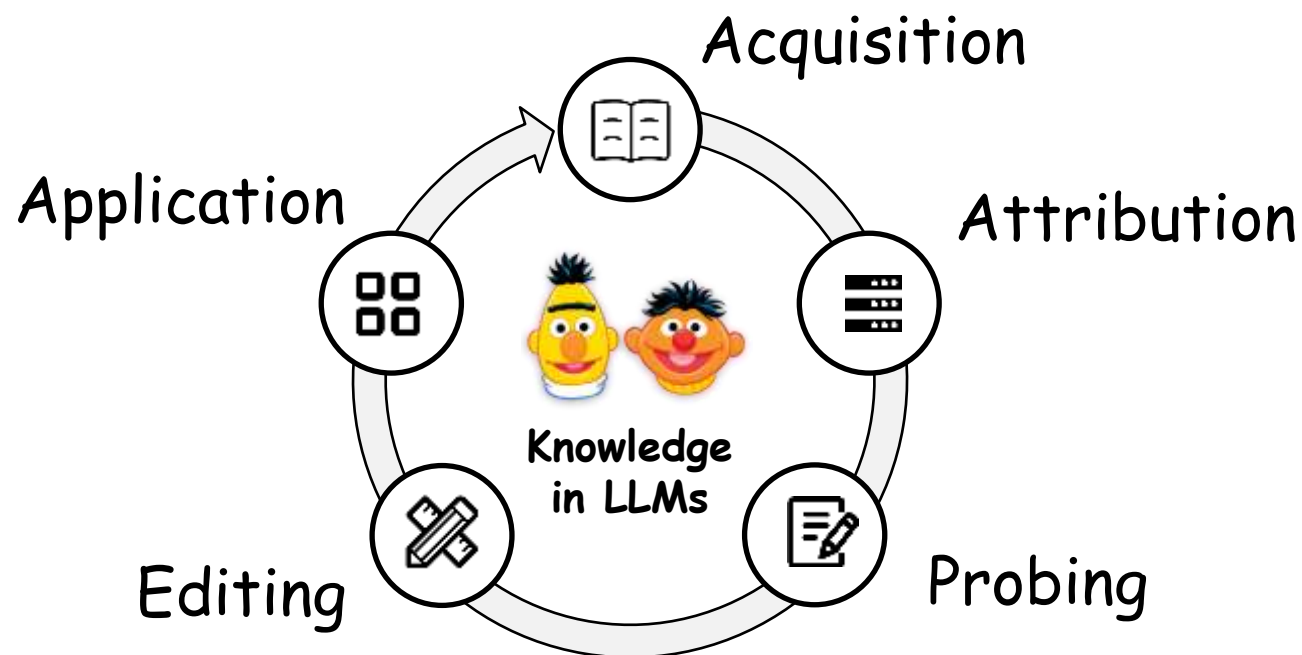 Acquisition
Attribution
Probing
Editing
Application
Knowledge
in LLMs